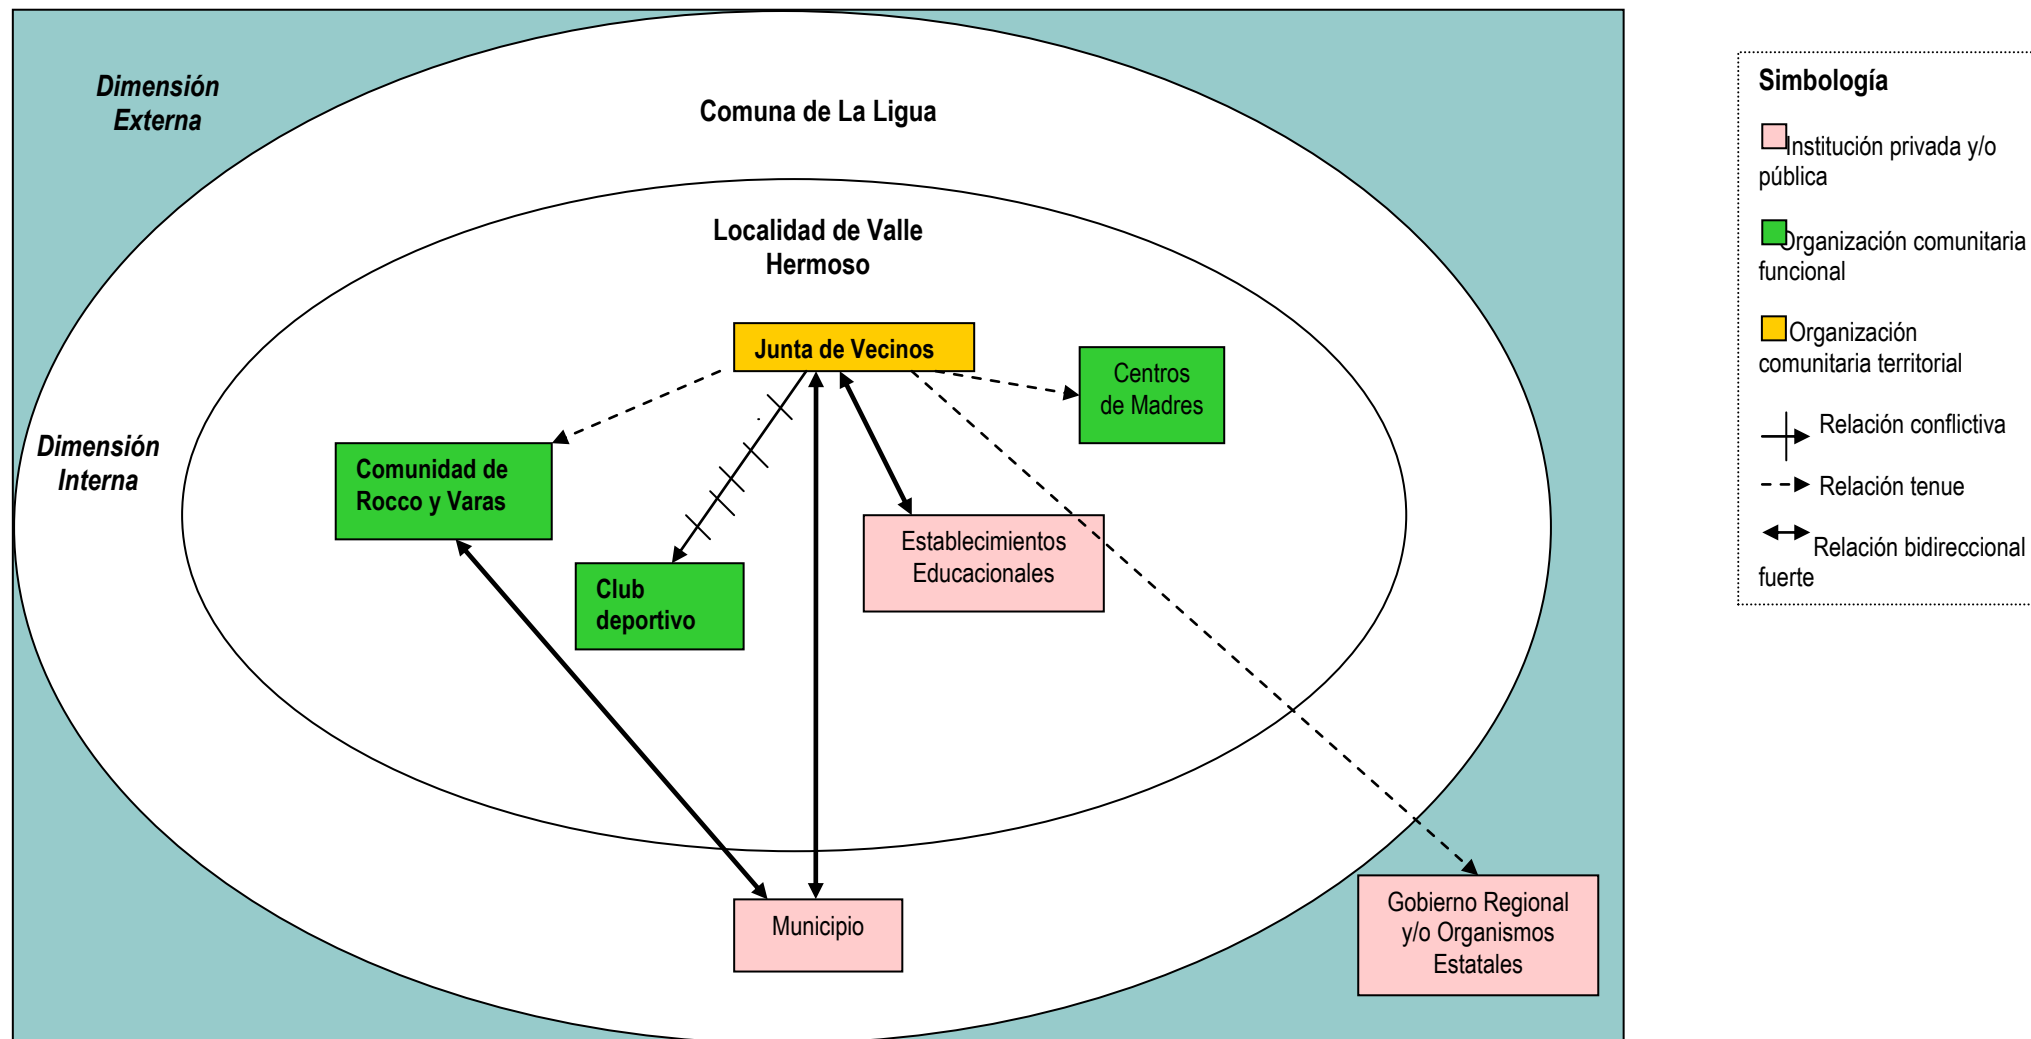 Dimensión
Externa
Comuna de La Ligua
Localidad de Valle
Hermoso
Junta de Vecinos
Centros
de Madres
Dimensión
Interna
Comunidad de
Rocco y Varas
Establecimientos
Educacionales
Club
deportivo
Municipio
Gobierno Regional
y/o Organismos
Estatales
Simbología
Institución privada y/o
pública
Organización comunitaria
funcional
Organización
comunitaria territorial
Relación conflictiva
Relación tenue
Relación bidireccional
fuerte